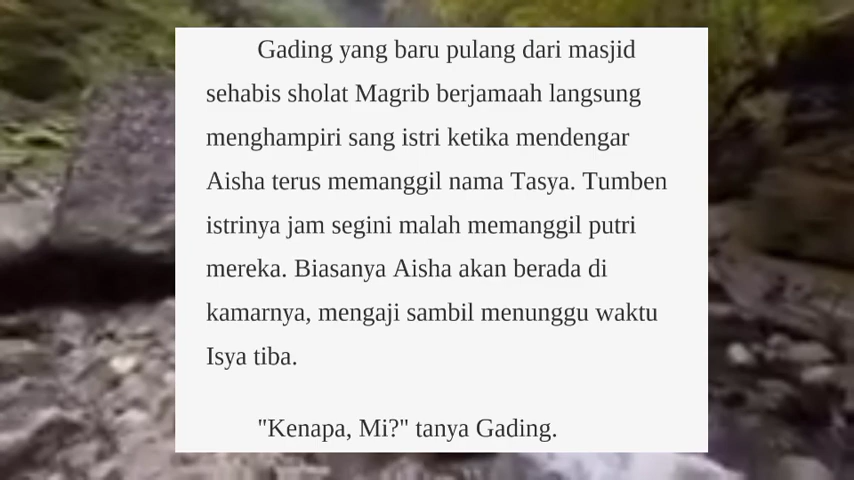 Gading yang baru pulang dari masjid
sehabis sholat Magrib berjamaah langsung
menghampiri sang istri ketika mendengar
Aisha terus memanggil nama Tasya. Tumben
istrinya jam segini malah memanggil putri
mereka. Biasanya Aisha akan berada di
kamarnya, mengaji sambil menunggu waktu
Isya tiba.
"Kenapa, Mi?" tanya Gading.